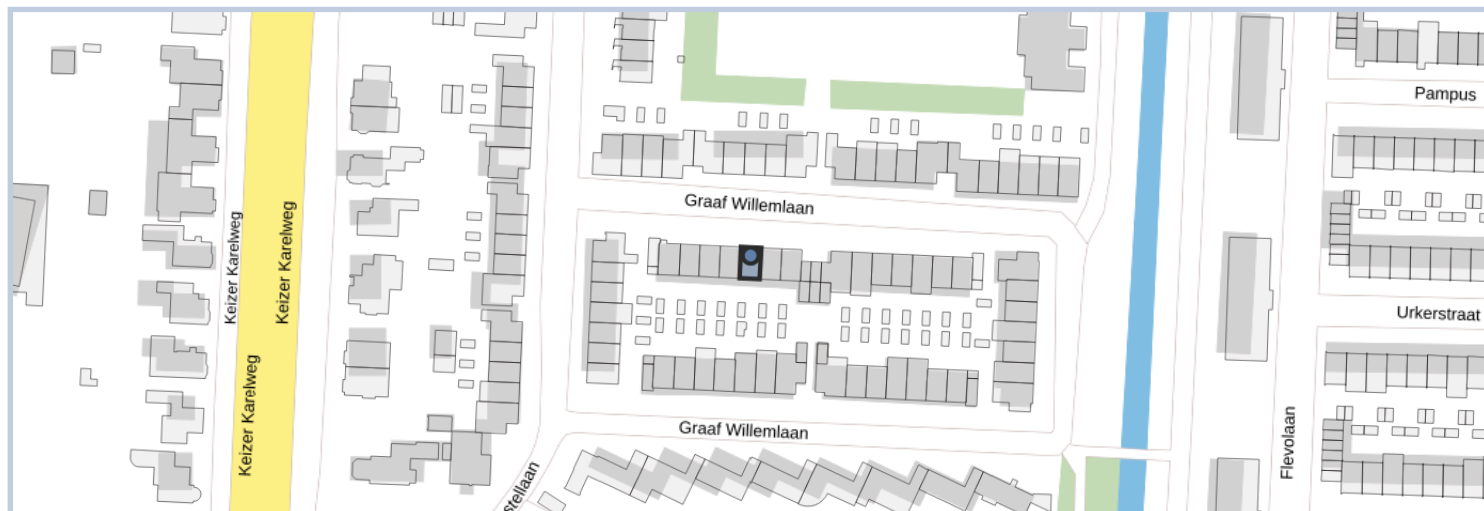 Pampus
Graaf Willemlaan
Keizer Karelweg
Keizer Karelweg
Urkerstraat
Keizer Karelweg
Flevolaan
Graaf Willemlaan
stellaan